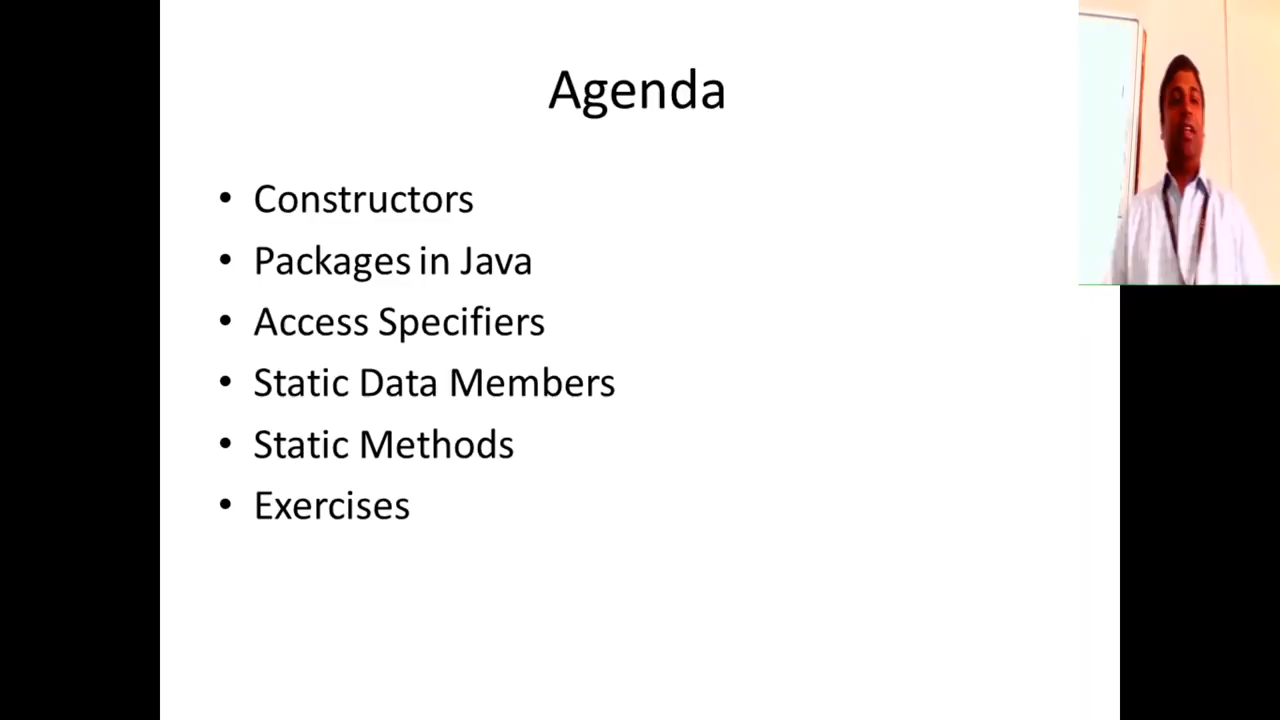 Agenda
• Constructors
• Packages in Java
• Access Specifiers
• Static Data Members
• Static Methods
• Exercises